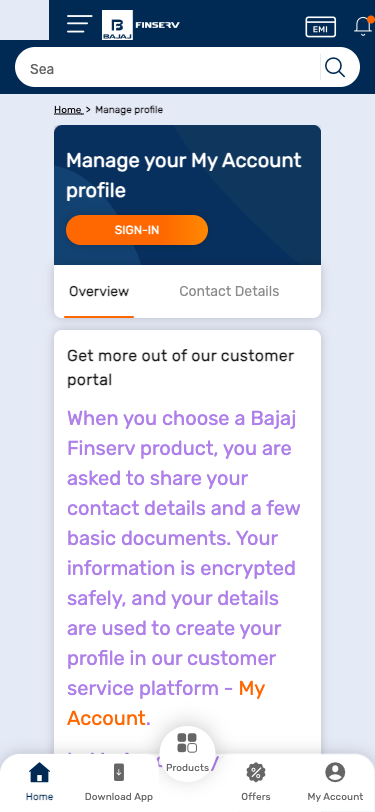 BAJAJ FINSERV
EMI
Sea
Home > Manage profile
Manage your My Account
profile
SIGN-IN
Overview
Contact Details
Get more out of our customer
portal
When you choose a Bajaj
Finserv product, you are
asked to share your
contact details and a few
basic documents. Your
information is encrypted
safely, and your details
are used to create your
profile in our customer
service platform - My
Account.
Home
Download App
Products
Offers
My Account